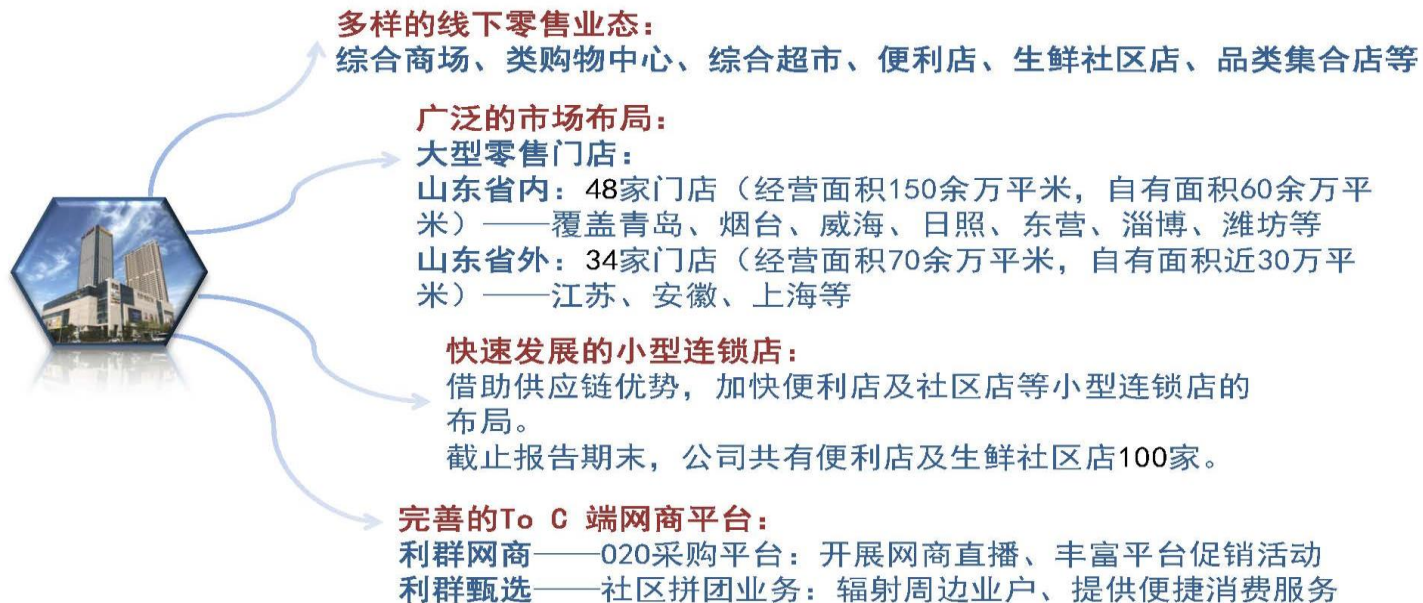 多样的线下零售业态：
综合商场、类购物中心、综合超市、便利店、生鲜社区店、品类集合店等
广泛的市场布局：
大型零售门店：
山东省内：48家门店（经营面积150余万平米，自有面积60余万平
米）——覆盖青岛、烟台、威海、日照、东营、淄博、潍坊等
山东省外：34家门店（经营面积70余万平米，自有面积近30万平
米）——江苏、安徽、上海等
快速发展的小型连锁店：
借助供应链优势，加快便利店及社区店等小型连锁店的
布局。
截止报告期末，公司共有便利店及生鲜社区店100家。
完善的To C 端网商平台：
利群网商——020采购平台：开展网商直播、丰富平台促销活动
利群甄选——社区拼团业务：辐射周边业户、提供便捷消费服务